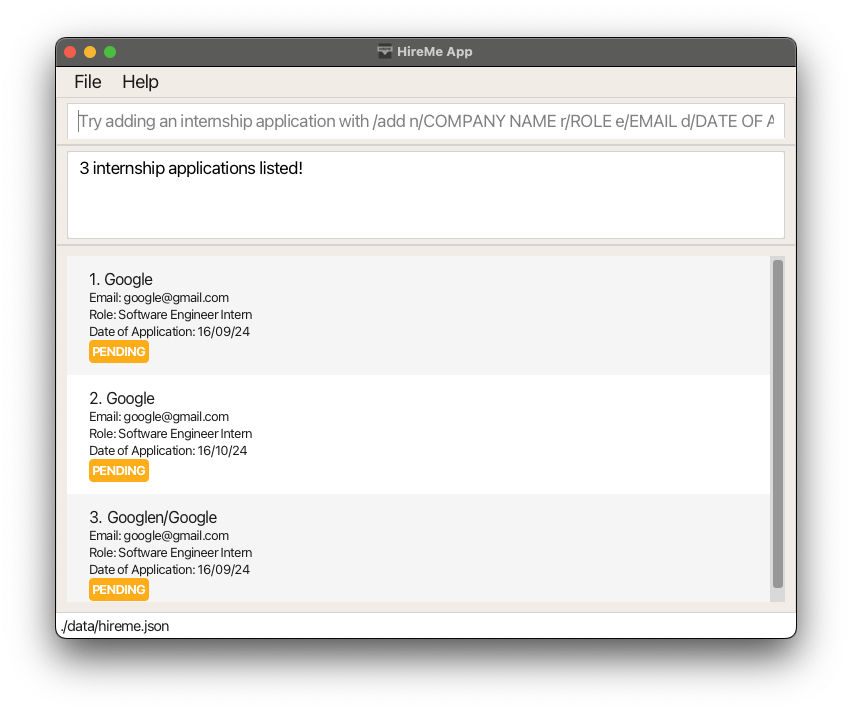 HireMe App
File Help
Try adding an internship application with /add n/COMPANY NAME r/ROLE e/EMAIL d/DATE OF A
3 internship applications listed!
1. Google
Email: google@gmail.com
Role: Software Engineer Intern
Date of Application: 16/09/24
PENDING
2. Google
Email: google@gmail.com
Role: Software Engineer Intern
Date of Application: 16/10/24
PENDING
3. Googlen/Google
Email: google@gmail.com
Role: Software Engineer Intern
Date of Application: 16/09/24
PENDING
./data/hireme.json